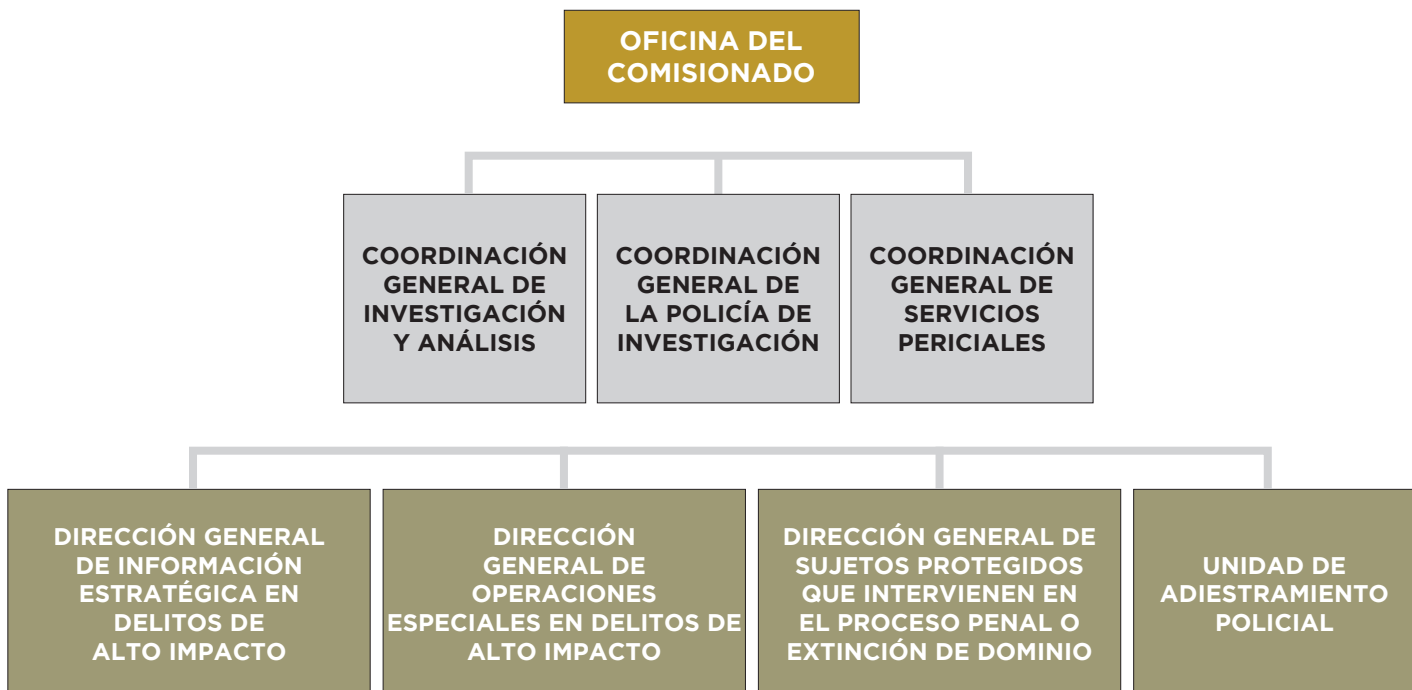 OFICINA DEL
COMISIONADO
COORDINACIÓN
GENERAL DE
INVESTIGACIÓN
Y ANÁLISIS
COORDINACIÓN
GENERAL DE
LA POLICÍA DE
INVESTIGACIÓN
COORDINACIÓN
GENERAL DE
SERVICIOS
PERICIALES
DIRECCIÓN GENERAL
DE INFORMACIÓN
ESTRATÉGICA EN
DELITOS DE
ALTO IMPACTO
DIRECCIÓN
GENERAL DE
OPERACIONES
ESPECIALES EN DELITOS DE
ALTO IMPACTO
DIRECCIÓN GENERAL DE
SUJETOS PROTEGIDOS
QUE INTERVIENEN EN
EL PROCESO PENAL O
EXTINCIÓN DE DOMINIO
UNIDAD DE
ADIESTRAMIENTO
POLICIAL